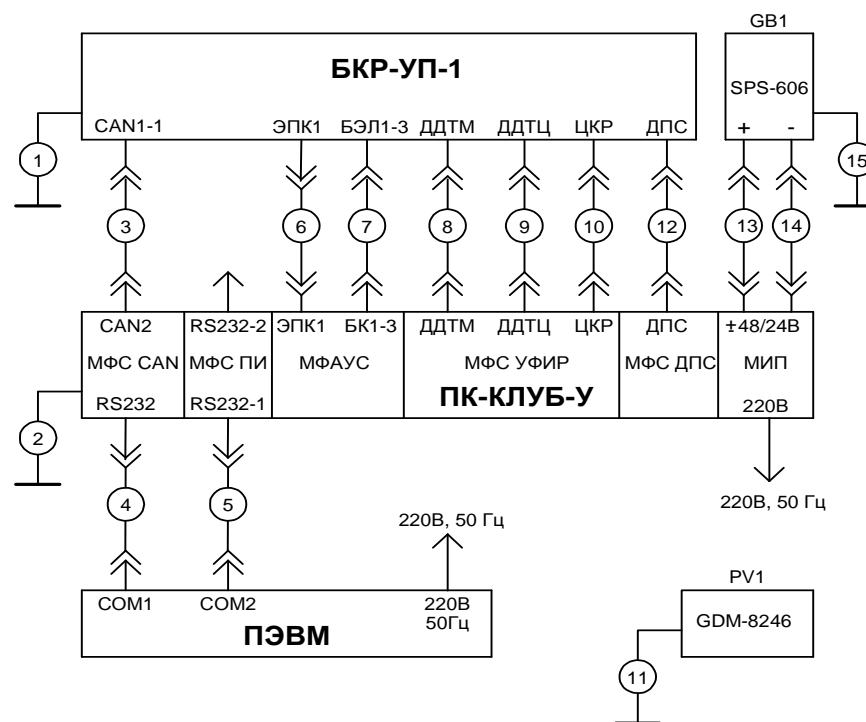 GB1
БКР-УП-1
SPS-606
CAN1-1 ЭПК1 БЭЛ1-3 ДДТМ ДДТЦ ЦКР ДПС + -
1 15
3 6 7 8 9 10 12 13 14
CAN2 RS232-2 ЭПК1 БК1-3 ДДТМ ДДТЦ ЦКР ДПС ±48/24В
МФС CAN МФС ПИ МФАУС МФС УФИР МФС ДПС МИП
ПК-КЛУБ-У
RS232 RS232-1 220В
2
4 5
220В, 50 Гц 220В, 50 Гц
PV1
COM1 COM2 220В
50Гц
ПЭВМ
GDM-8246
11